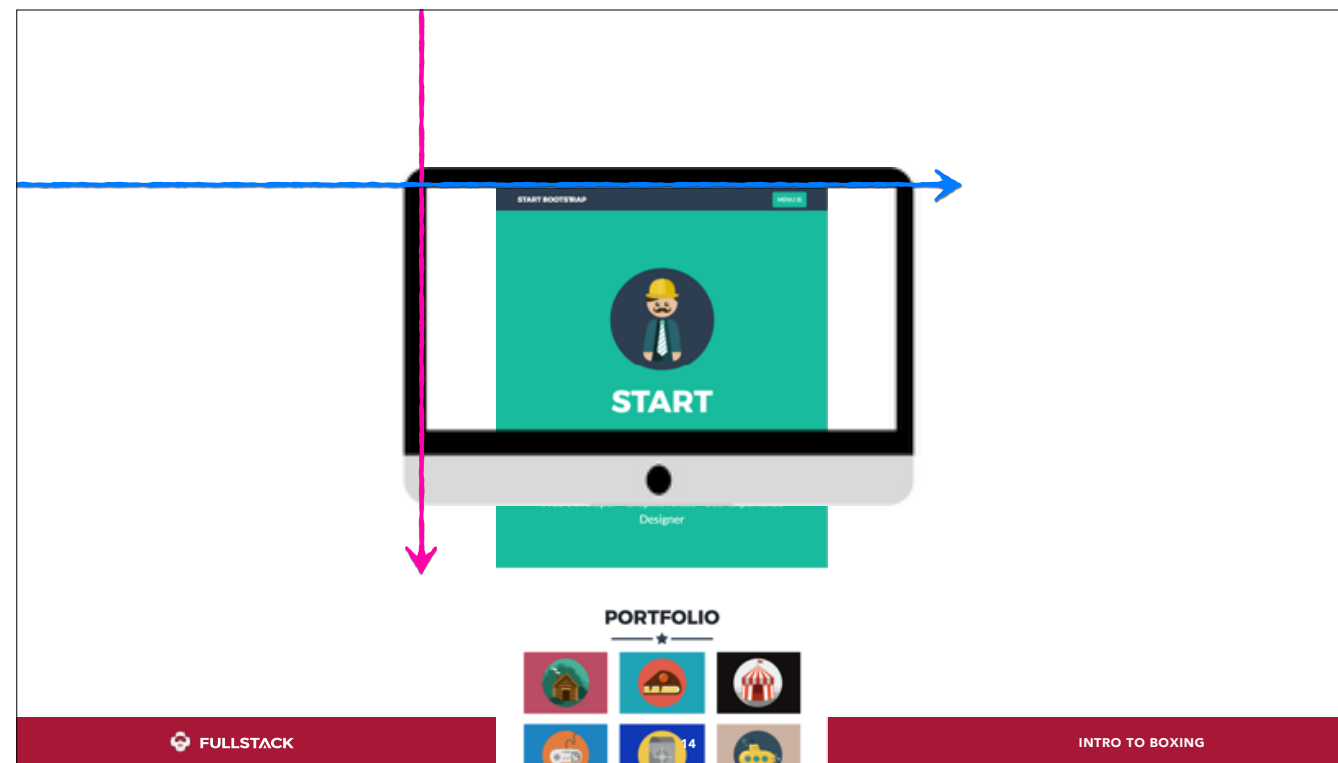 START BOOTSTRAP
MENU
START
Designer
PORTFOLIO
FULLSTACK
14
INTRO TO BOXING